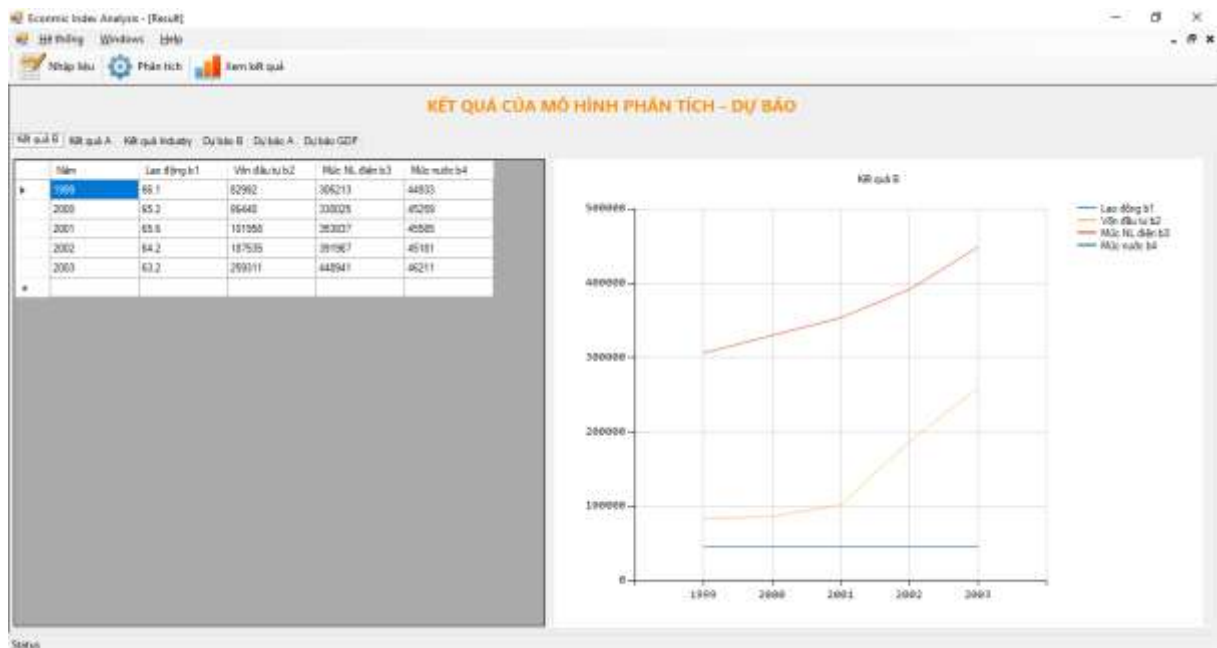 Econmic Index Analysis - [Result]
Hệ thống Windows Help
Nhập liệu Phân tích Xem kết quả
KẾT QUẢ CỦA MÔ HÌNH PHÂN TÍCH - DỰ BÁO
Kết quả B Kết quả A Kết quả Industry Dự báo B Dự báo A Dự báo GDP
Năm Lao động b1 Vốn đầu tư b2 Mức NL điện b3 Mức nước b4
1999 66.1 82992 306213 44933
2000 65.2 86448 330025 45259
2001 65.6 101958 353037 45585
2002 64.2 187535 391967 45181
2003 63.2 259311 448941 46211
Kết quả B
Lao động b1
Vốn đầu tư b2
Mức NL điện b3
Mức nước b4
500000
400000
300000
200000
100000
0
1999 2000 2001 2002 2003
Status